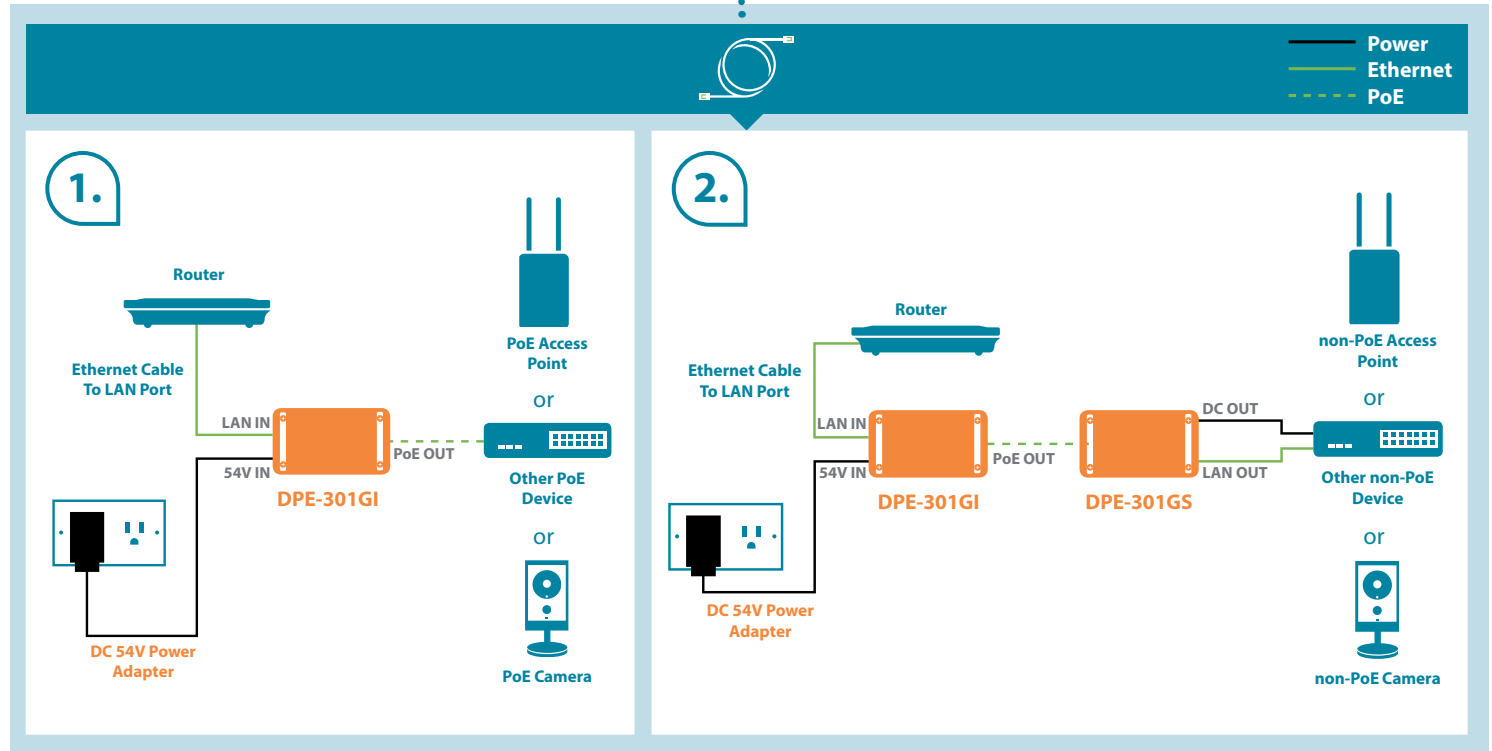 Power
Ethernet
PoE
1.
Router
Ethernet Cable
To LAN Port
LAN IN
54V IN
DPE-301GI
PoE OUT
DC 54V Power
Adapter
PoE Access
Point
or
Other PoE
Device
or
PoE Camera
2.
Router
Ethernet Cable
To LAN Port
LAN IN
54V IN
DPE-301GI
PoE OUT
DPE-301GS
DC OUT
LAN OUT
DC 54V Power
Adapter
non-PoE Access
Point
or
Other non-PoE
Device
or
non-PoE Camera